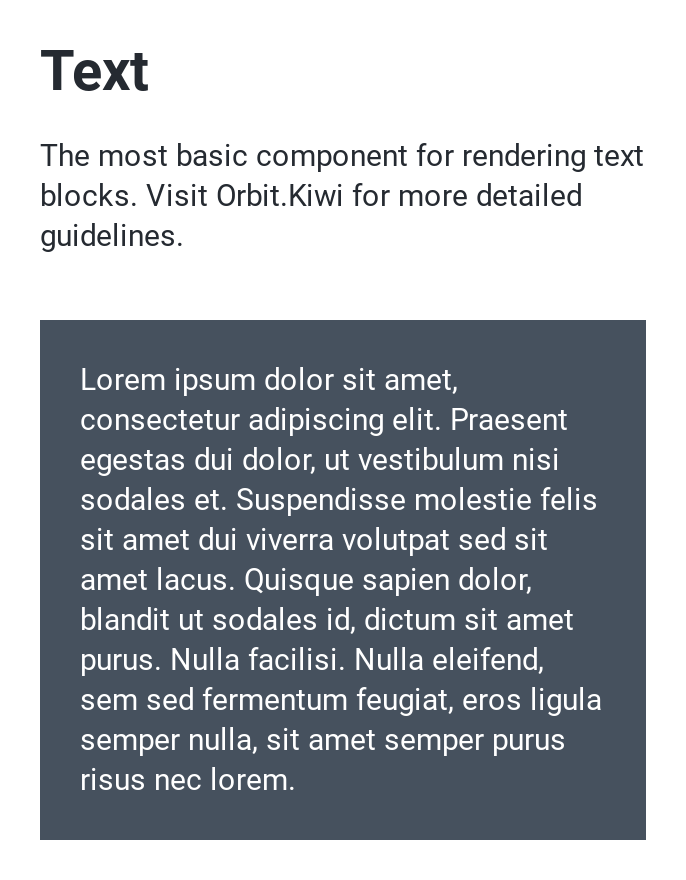 Text
The most basic component for rendering text
blocks. Visit Orbit.Kiwi for more detailed
guidelines.
Lorem ipsum dolor sit amet,
consectetur adipiscing elit. Praesent
egestas dui dolor, ut vestibulum nisi
sodales et. Suspendisse molestie felis
sit amet dui viverra volutpat sed sit
amet lacus. Quisque sapien dolor,
blandit ut sodales id, dictum sit amet
purus. Nulla facilisi. Nulla eleifend,
sem sed fermentum feugiat, eros ligula
semper nulla, sit amet semper purus
risus nec lorem.